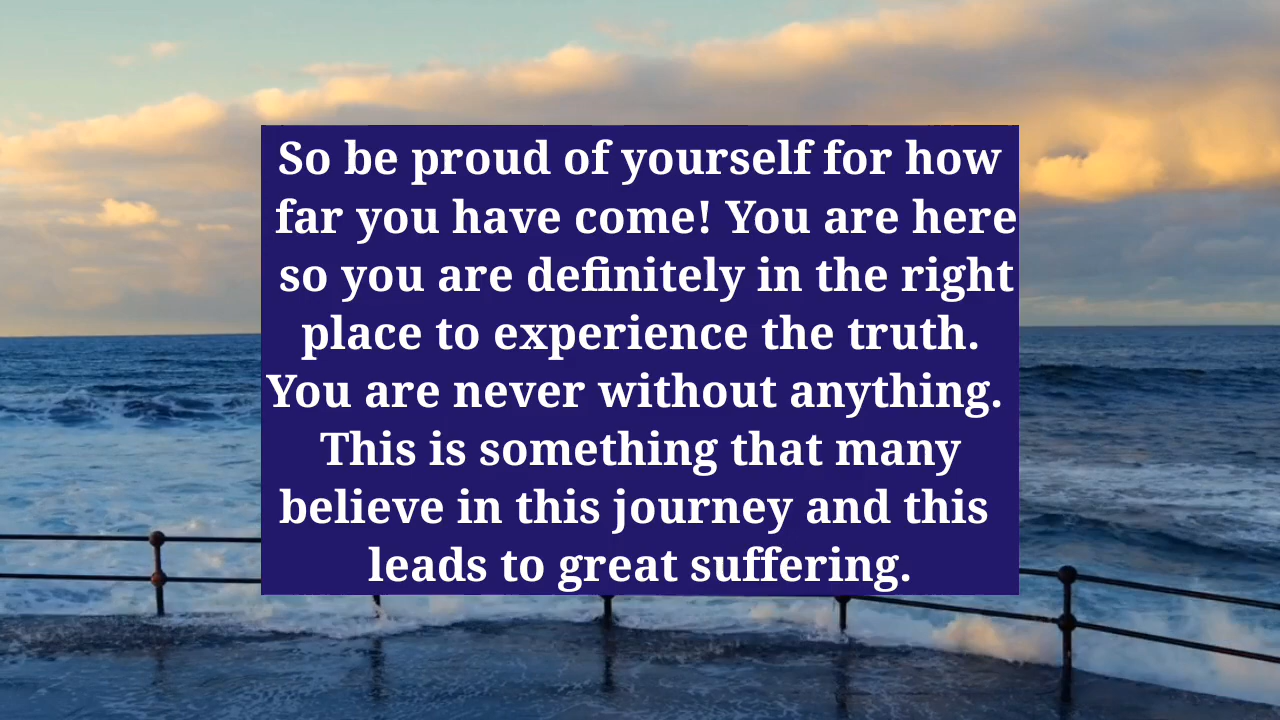 So be proud of yourself for how
far you have come! You are here
so you are definitely in the right
place to experience the truth.
You are never without anything.
This is something that many
believe in this journey and this
leads to great suffering.